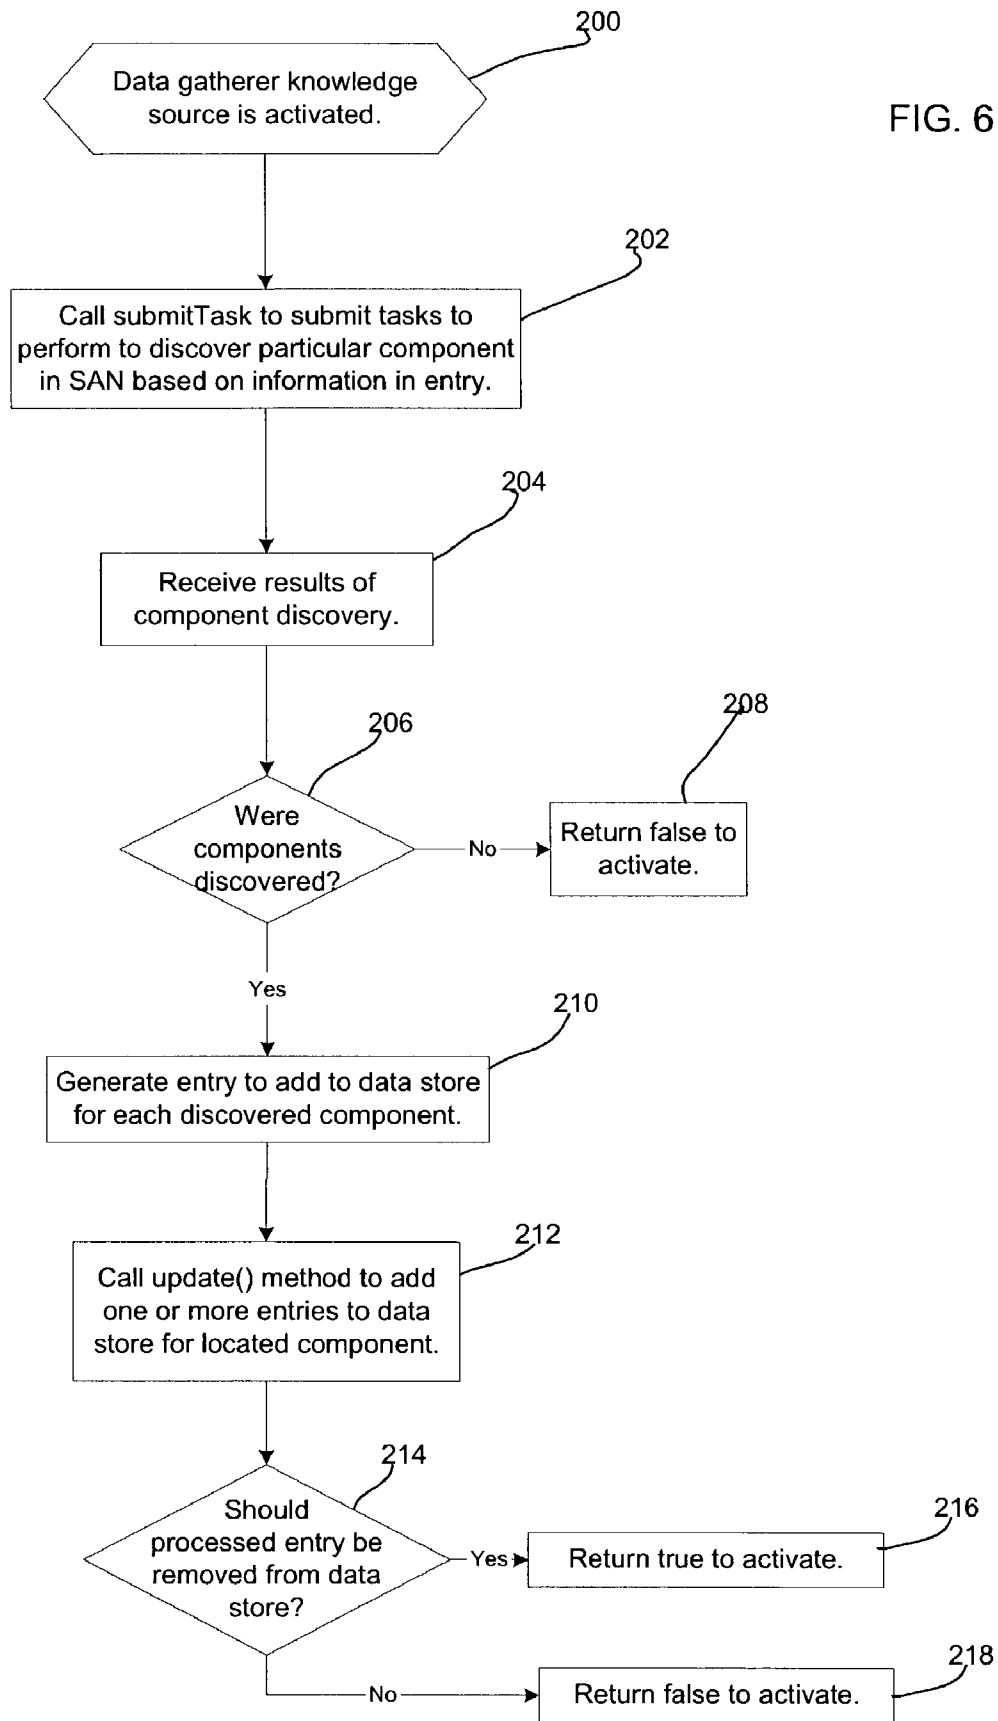 200
Data gatherer knowledge
source is activated.
FIG. 6
202
Call submitTask to submit tasks to
perform to discover particular component
in SAN based on information in entry.
204
Receive results of
component discovery.
206
208
Were
components
discovered?
No
Return false to
activate.
Yes
210
Generate entry to add to data store
for each discovered component.
212
Call update() method to add
one or more entries to data
store for located component.
214
Should
processed entry be
removed from data
store?
Yes
216
Return true to activate.
No
218
Return false to activate.